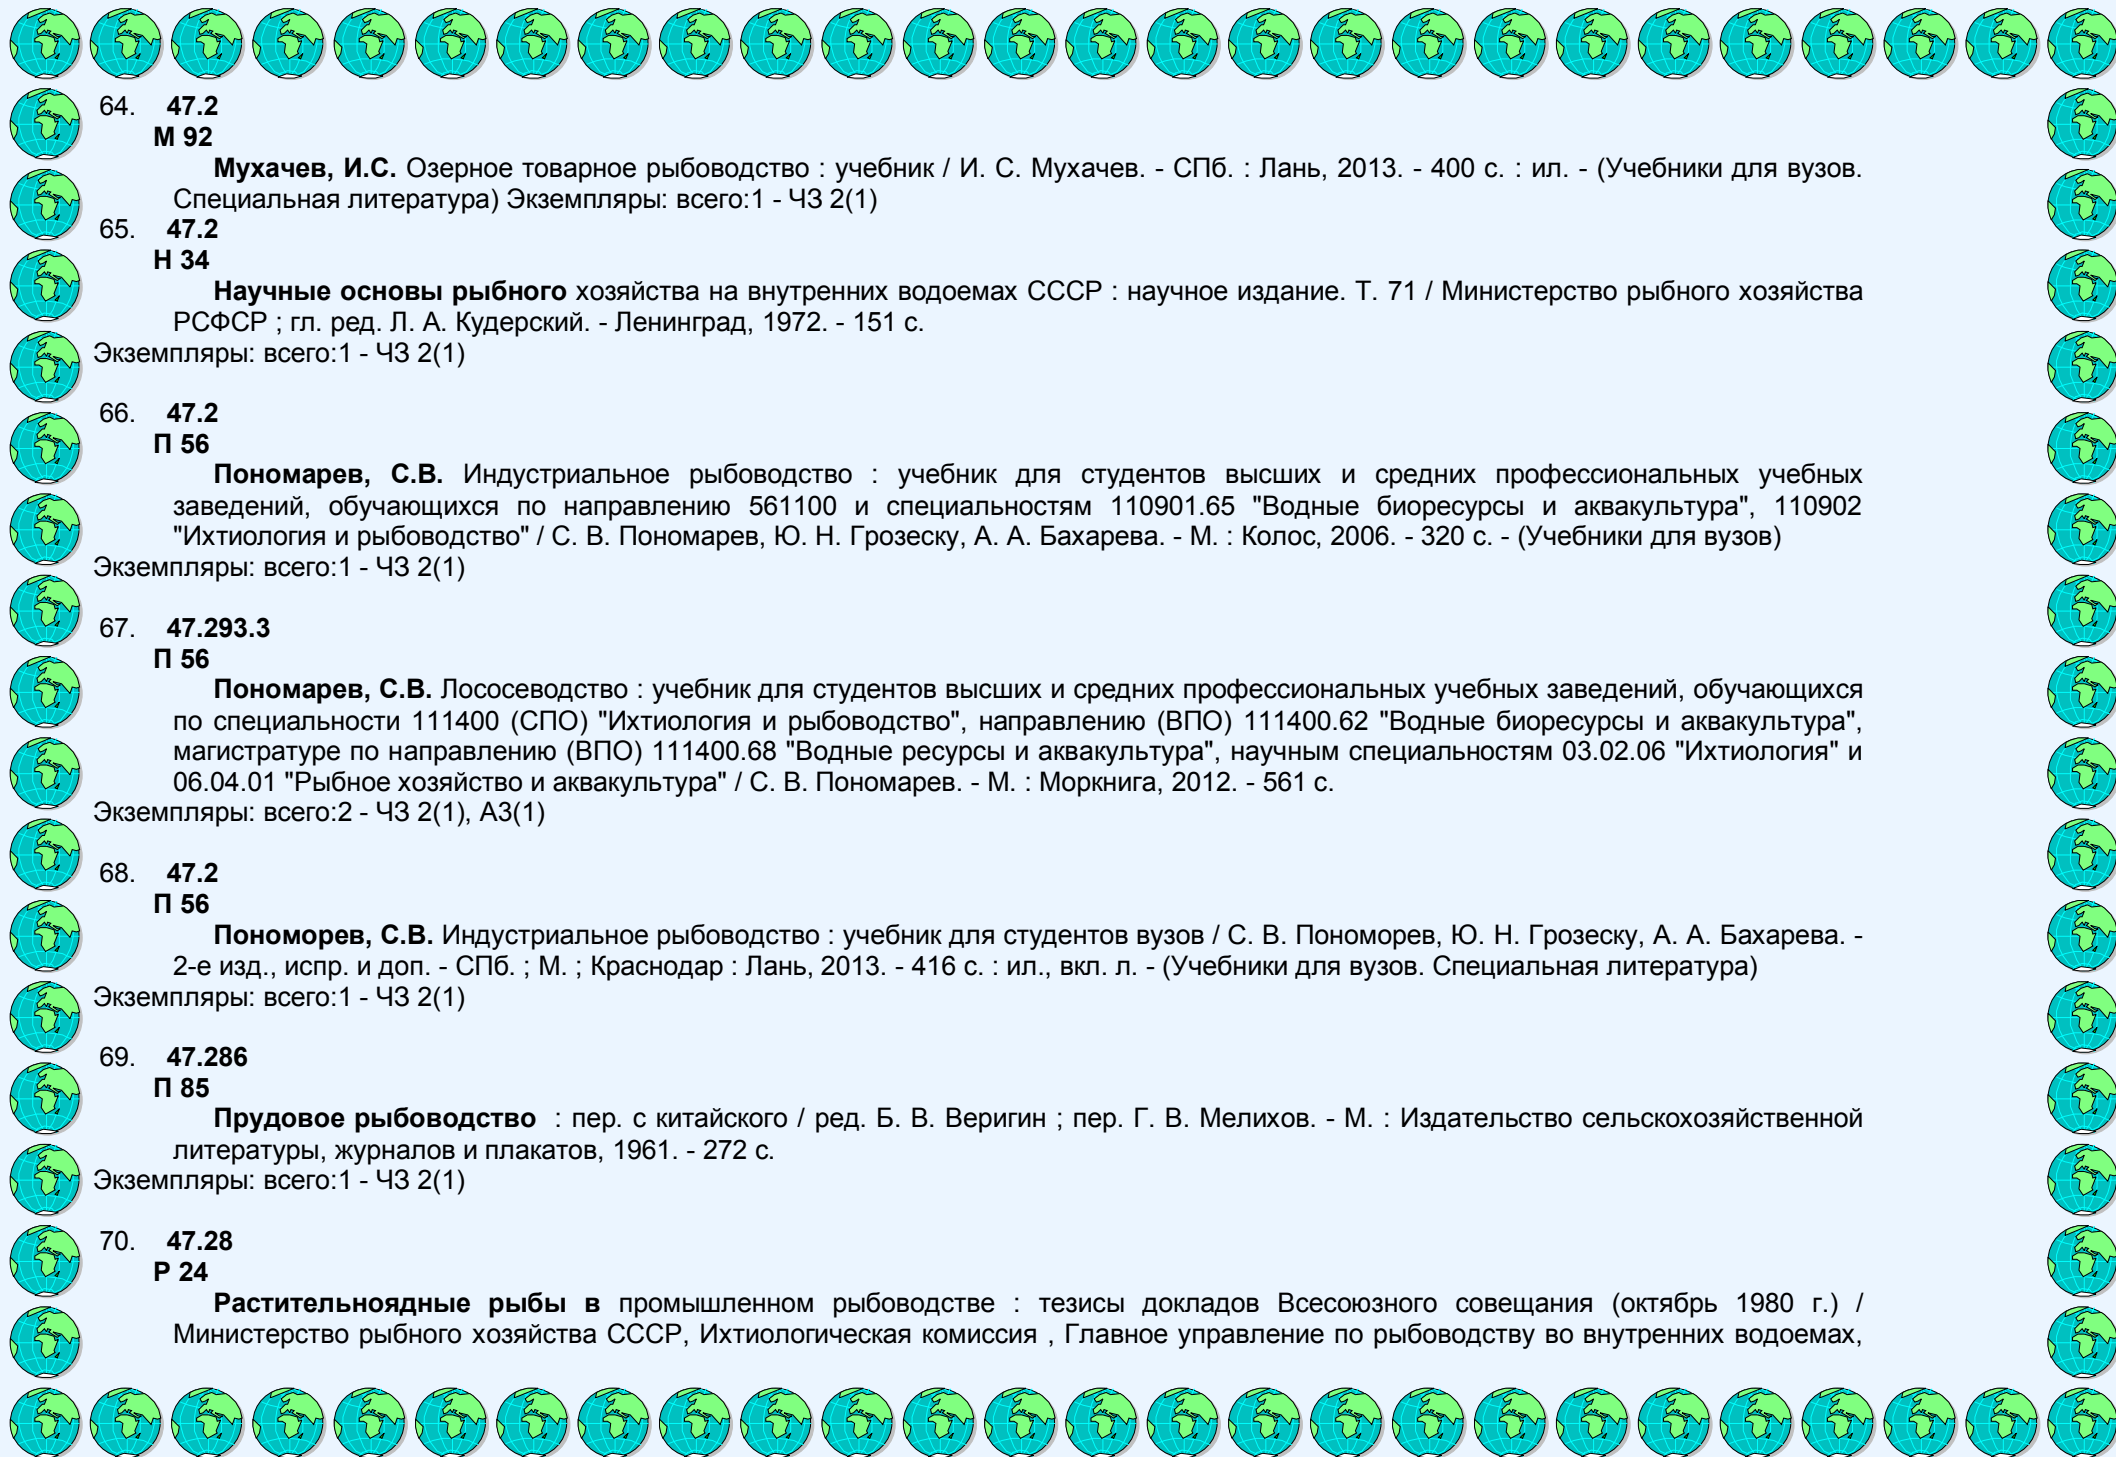 64. 47.2
М 92
Мухачев, И.С. Озерное товарное рыбоводство : учебник / И. С. Мухачев. - СПб. : Лань, 2013. - 400 с. : ил. - (Учебники для вузов.
Специальная литература) Экземпляры: всего:1 - ЧЗ 2(1)
65. 47.2
Н 34
Научные основы рыбного хозяйства на внутренних водоемах СССР : научное издание. Т. 71 / Министерство рыбного хозяйства
РСФСР ; гл. ред. Л. А. Кудерский. - Ленинград, 1972. - 151 с.
Экземпляры: всего:1 - ЧЗ 2(1)
66. 47.2
П 56
Пономарев, С.В. Индустриальное рыбоводство : учебник для студентов высших и средних профессиональных учебных
заведений, обучающихся по направлению 561100 и специальностям 110901.65 "Водные биоресурсы и аквакультура", 110902
"Ихтиология и рыбоводство" / С. В. Пономарев, Ю. Н. Грозеску, А. А. Бахарева. - М. : Колос, 2006. - 320 с. - (Учебники для вузов)
Экземпляры: всего:1 - ЧЗ 2(1)
67. 47.293.3
П 56
Пономарев, С.В. Лососеводство : учебник для студентов высших и средних профессиональных учебных заведений, обучающихся
по специальности 111400 (СПО) "Ихтиология и рыбоводство", направлению (ВПО) 111400.62 "Водные биоресурсы и аквакультура",
магистратуре по направлению (ВПО) 111400.68 "Водные ресурсы и аквакультура", научным специальностям 03.02.06 "Ихтиология" и
06.04.01 "Рыбное хозяйство и аквакультура" / С. В. Пономарев. - М. : Моркнига, 2012. - 561 с.
Экземпляры: всего:2 - ЧЗ 2(1), АЗ(1)
68. 47.2
П 56
Пономорев, С.В. Индустриальное рыбоводство : учебник для студентов вузов / С. В. Пономорев, Ю. Н. Грозеску, А. А. Бахарева. -
2-е изд., испр. и доп. - СПб. ; М. ; Краснодар : Лань, 2013. - 416 с. : ил., вкл. л. - (Учебники для вузов. Специальная литература)
Экземпляры: всего:1 - ЧЗ 2(1)
69. 47.286
П 85
Прудовое рыбоводство : пер. с китайского / ред. Б. В. Веригин ; пер. Г. В. Мелихов. - М. : Издательство сельскохозяйственной
литературы, журналов и плакатов, 1961. - 272 с.
Экземпляры: всего:1 - ЧЗ 2(1)
70. 47.28
Р 24
Растительноядные рыбы в промышленном рыбоводстве : тезисы докладов Всесоюзного совещания (октябрь 1980 г.) /
Министерство рыбного хозяйства СССР, Ихтиологическая комиссия , Главное управление по рыбоводству во внутренних водоемах,